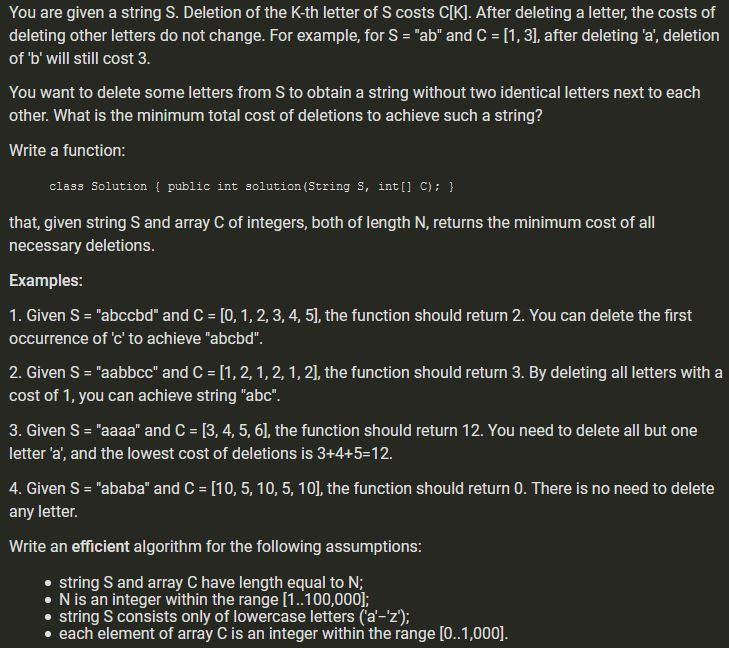 You are given a string S. Deletion of the K-th letter of S costs C[K]. After deleting a letter, the costs of
deleting other letters do not change. For example, for S = "ab" and C = [1, 3], after deleting 'a', deletion
of 'b' will still cost 3.
You want to delete some letters from S to obtain a string without two identical letters next to each
other. What is the minimum total cost of deletions to achieve such a string?
Write a function:
class Solution { public int solution(String S, int[] C); }
that, given string S and array C of integers, both of length N, returns the minimum cost of all
necessary deletions.
Examples:
1. Given S = "abccbd" and C = [0, 1, 2, 3, 4, 5], the function should return 2. You can delete the first
occurrence of 'c' to achieve "abcbd".
2. Given S = "aabbcc" and C = [1, 2, 1, 2, 1, 2], the function should return 3. By deleting all letters with a
cost of 1, you can achieve string "abc".
3. Given S = "aaaa" and C = [3, 4, 5, 6], the function should return 12. You need to delete all but one
letter 'a', and the lowest cost of deletions is 3+4+5=12.
4. Given S = "ababa" and C = [10, 5, 10, 5, 10], the function should return 0. There is no need to delete
any letter.
Write an efficient algorithm for the following assumptions:
• string S and array C have length equal to N;
• N is an integer within the range [1..100,000];
• string S consists only of lowercase letters ('a'–'z');
• each element of array C is an integer within the range [0..1,000].